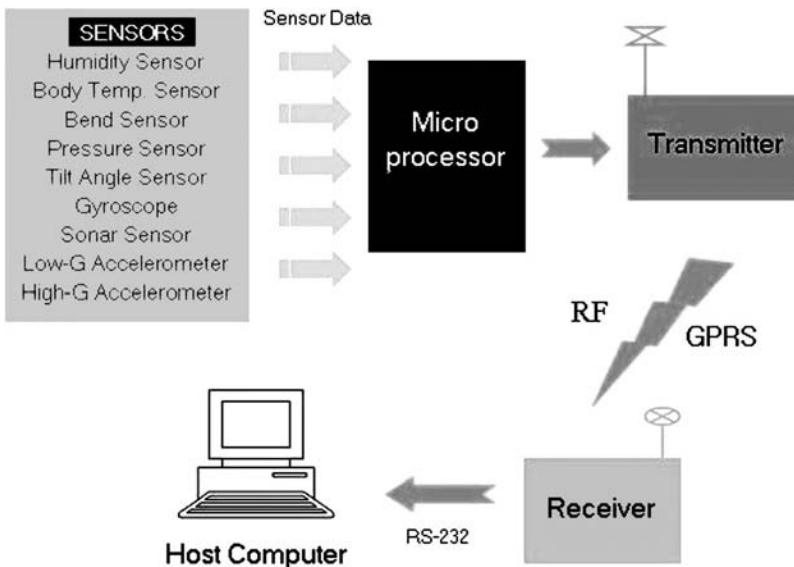 SENSORS
Humidity Sensor
Body Temp. Sensor
Bend Sensor
Pressure Sensor
Tilt Angle Sensor
Gyroscope
Sonar Sensor
Low-G Accelerometer
High-G Accelerometer
Sensor Data
Micro
processor
Transmitter
RF
GPRS
Receiver
RS-232
Host Computer